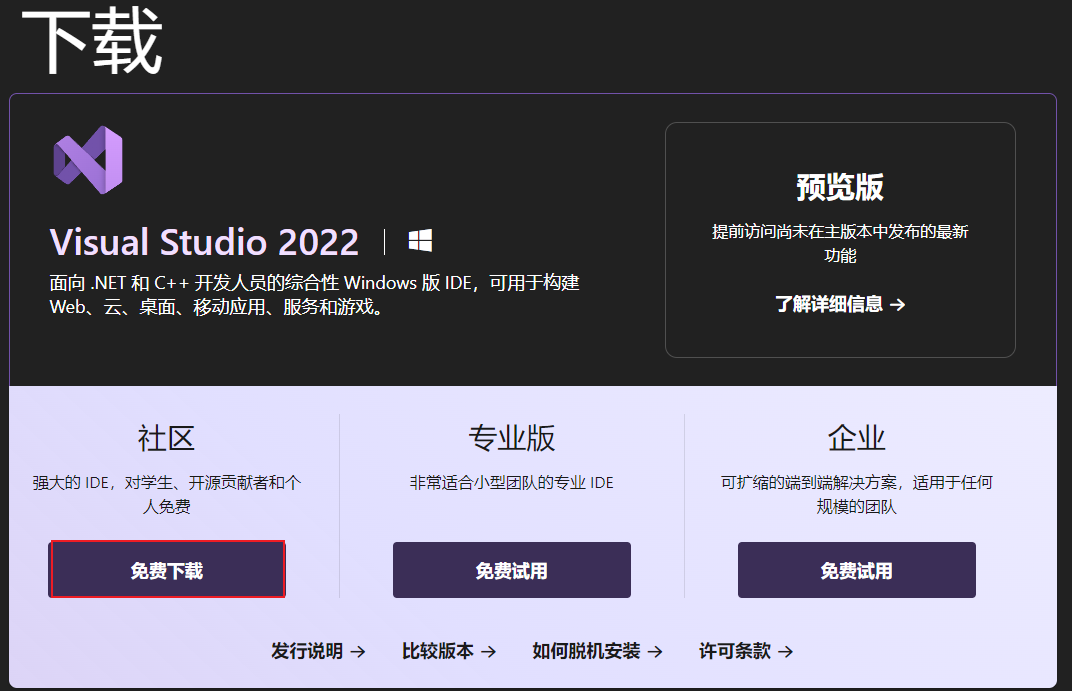 下载
Visual Studio 2022
面向 .NET 和 C++ 开发人员的综合性 Windows 版 IDE，可用于构建
Web、云、桌面、移动应用、服务和游戏。
预览版
提前访问尚未在主版本中发布的最新
功能
了解详细信息 →
社区
强大的 IDE，对学生、开源贡献者和个
人免费
免费下载
专业版
非常适合小型团队的专业 IDE
免费试用
企业
可扩缩的端到端解决方案，适用于任何
规模的团队
免费试用
发行说明 → 比较版本 → 如何脱机安装 → 许可条款 →